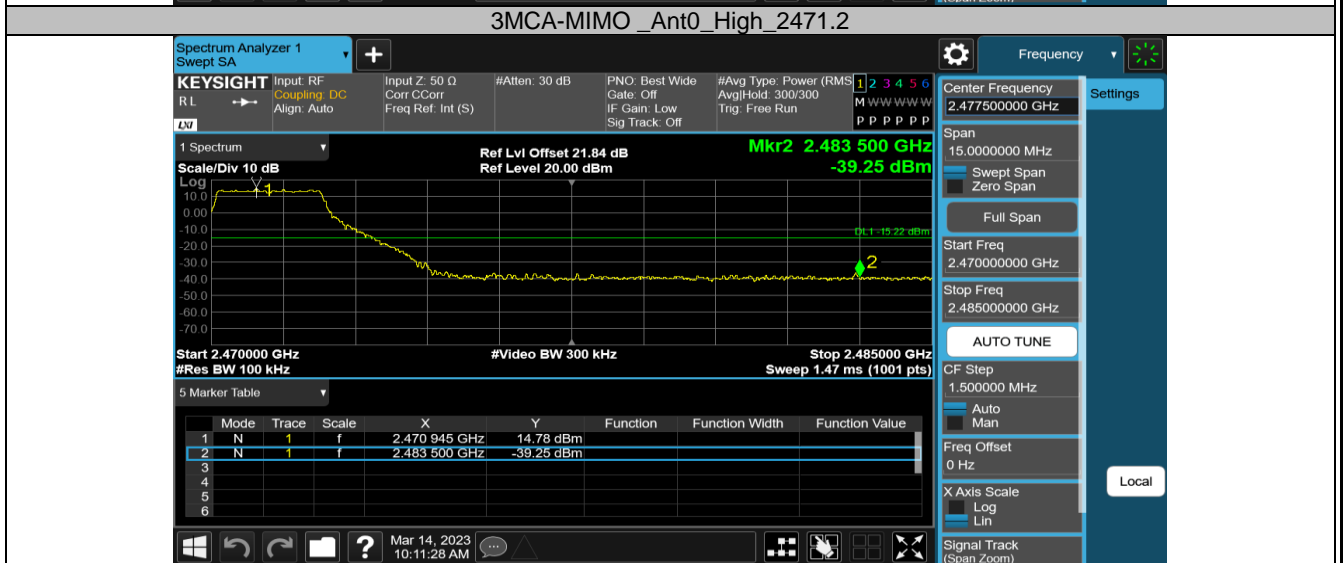 (Span Zoom)
3MCA-MIMO _Ant0_High_2471.2
Spectrum Analyzer 1
Swept SA
Frequency
KEYSIGHT
Input: RF
Input Z: 50 Ω
#Atten: 30 dB
PNO: Best Wide
#Avg Type: Power (RMS
1 2 3 4 5 6
RL
Coupling: DC
Corr CCorr
Gate: Off
Avg|Hold: 300/300
M W W W W W
Align: Auto
Freq Ref: Int (S)
IF Gain: Low
Trig: Free Run
P P P P P P
Sig Track: Off
LXI
Center Frequency
2.477500000 GHz
Settings
1 Spectrum
Ref Lvl Offset 21.84 dB
Mkr2 2.483 500 GHz
Scale/Div 10 dB
Ref Level 20.00 dBm
-39.25 dBm
Log
10.0
0.00
-10.0
-20.0
-30.0
-40.0
-50.0
-60.0
-70.0
1
DL1 -15.22 dBm
2
Start 2.470000 GHz
#Video BW 300 kHz
Stop 2.485000 GHz
#Res BW 100 kHz
Sweep 1.47 ms (1001 pts)
Span
15.0000000 MHz
Swept Span
Zero Span
Full Span
Start Freq
2.470000000 GHz
Stop Freq
2.485000000 GHz
AUTO TUNE
CF Step
1.500000 MHz
Auto
Man
Freq Offset
0 Hz
X Axis Scale
Log
Lin
Signal Track
(Span Zoom)
Local
5 Marker Table
Mode Trace Scale X Y Function Function Width Function Value
1 N 1 f 2.470 945 GHz 14.78 dBm
2 N 1 f 2.483 500 GHz -39.25 dBm
3
4
5
6
Mar 14, 2023
10:11:28 AM